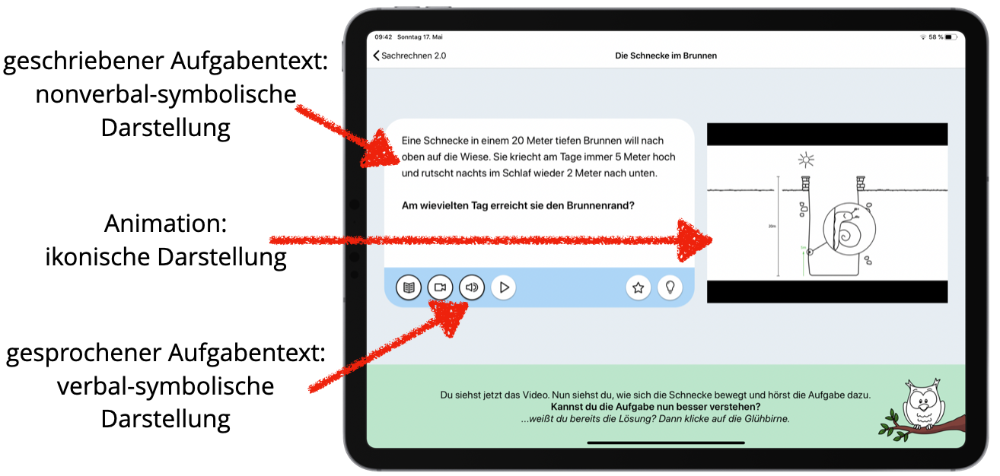 geschriebener Aufgabentext:
nonverbal-symbolische
Darstellung
Animation:
ikonische Darstellung
gesprochener Aufgabentext:
verbal-symbolische
Darstellung
09:42 Sonntag 17. Mai
58 %
Sachrechnen 2.0
Die Schnecke im Brunnen
Eine Schnecke in einem 20 Meter tiefen Brunnen will nach
oben auf die Wiese. Sie kriecht am Tage immer 5 Meter hoch
und rutscht nachts im Schlaf wieder 2 Meter nach unten.
Am wievielten Tag erreicht sie den Brunnenrand?
20m
5m
Du siehst jetzt das Video. Nun siehst du, wie sich die Schnecke bewegt und hörst die Aufgabe dazu.
Kannst du die Aufgabe nun besser verstehen?
...weißt du bereits die Lösung? Dann klicke auf die Glühbirne.